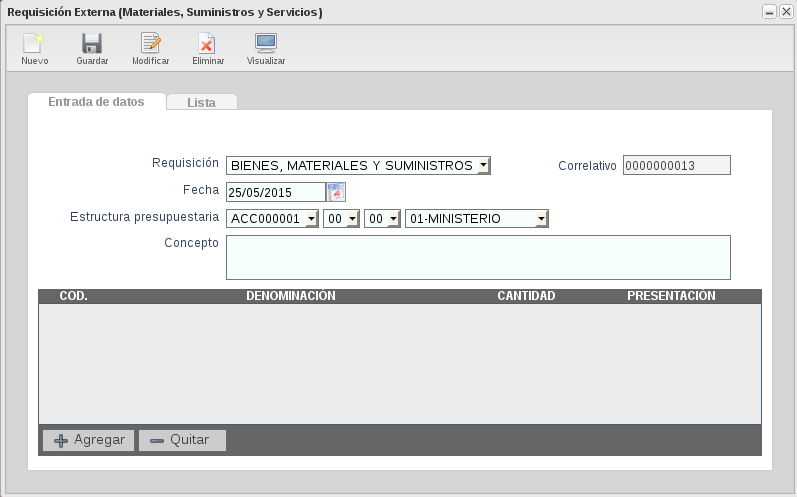 Requisición Externa (Materiales, Suministros y Servicios)
Nuevo Guardar Modificar Eliminar Visualizar
Entrada de datos Lista
Requisición BIENES, MATERIALES Y SUMINISTROS Correlativo 0000000013
Fecha 25/05/2015
Estructura presupuestaria ACC000001 00 00 01-MINISTERIO
Concepto
COD. DENOMINACIÓN CANTIDAD PRESENTACIÓN
Agregar Quitar